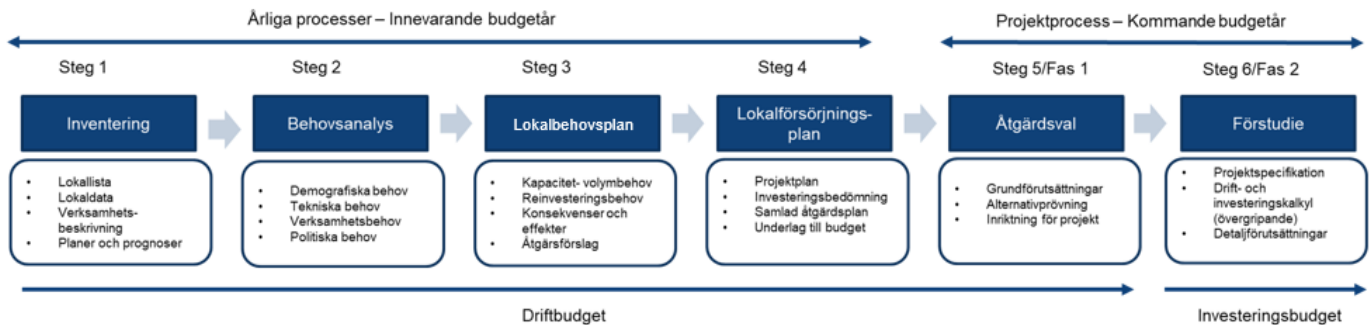 Årliga processer – Innevarande budgetår
Projektprocess – Kommande budgetår
Steg 1
Steg 2
Steg 3
Steg 4
Steg 5/Fas 1
Steg 6/Fas 2
Inventering
Behovsanalys
Lokalbehovsplan
Lokalförsörjnings-
plan
Åtgärdsval
Förstudie
• Lokallista
• Lokaldata
• Verksamhets-
beskrivning
• Planer och prognoser
• Demografiska behov
• Tekniska behov
• Verksamhetsbehov
• Politiska behov
• Kapacitet- volymbehov
• Reinvesteringsbehov
• Konsekvenser och
effekter
• Åtgärsförslag
• Projektplan
• Investeringsbedömning
• Samlad åtgärdsplan
• Underlag till budget
• Grundförutsättningar
• Alternativprövning
• Inriktning för projekt
• Projektspecifikation
• Drift- och
investeringskalkyl
(övergripande)
• Detaljförutsättningar
Driftbudget
Investeringsbudget